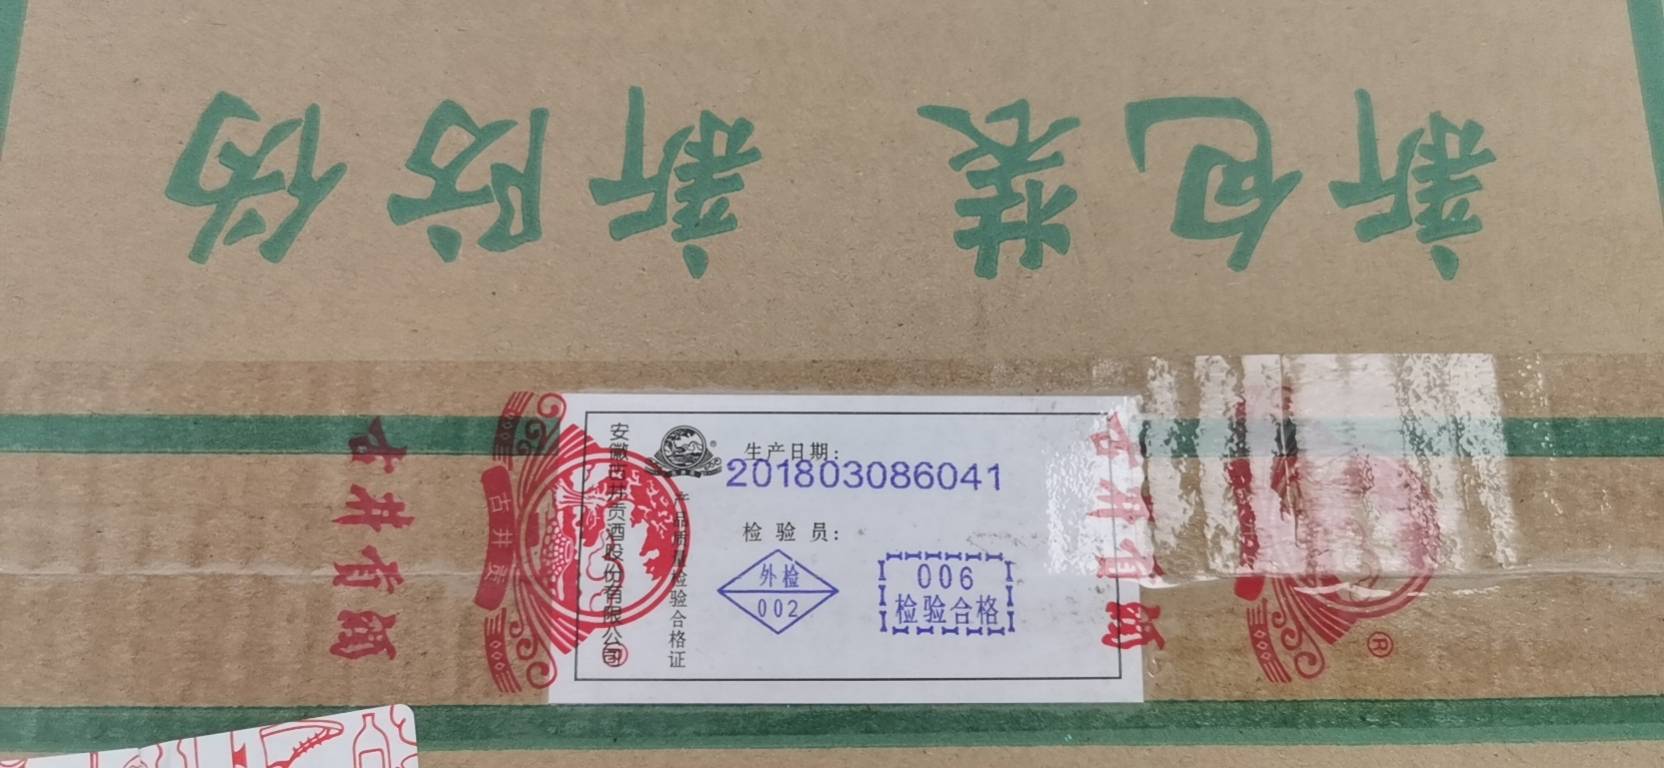 新包装 新防伪
安徽古井贡酒股份有限公司
产品质量检验合格证
生产日期:
201803086041
检 验 员:
外检
002
006
检验合格
古井贡
古井有酒
古井有酒
®